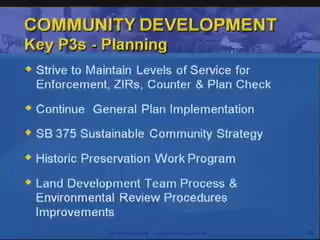 COMMUNITY DEVELOPMENT
Key P3s - Planning
Strive to Maintain Levels of Service for
Enforcement, ZIRs, Counter & Plan Check
Continue General Plan Implementation
SB 375 Sustainable Community Strategy
Historic Preservation Work Program
Land Development Team Process &
Environmental Review Procedures
Improvements